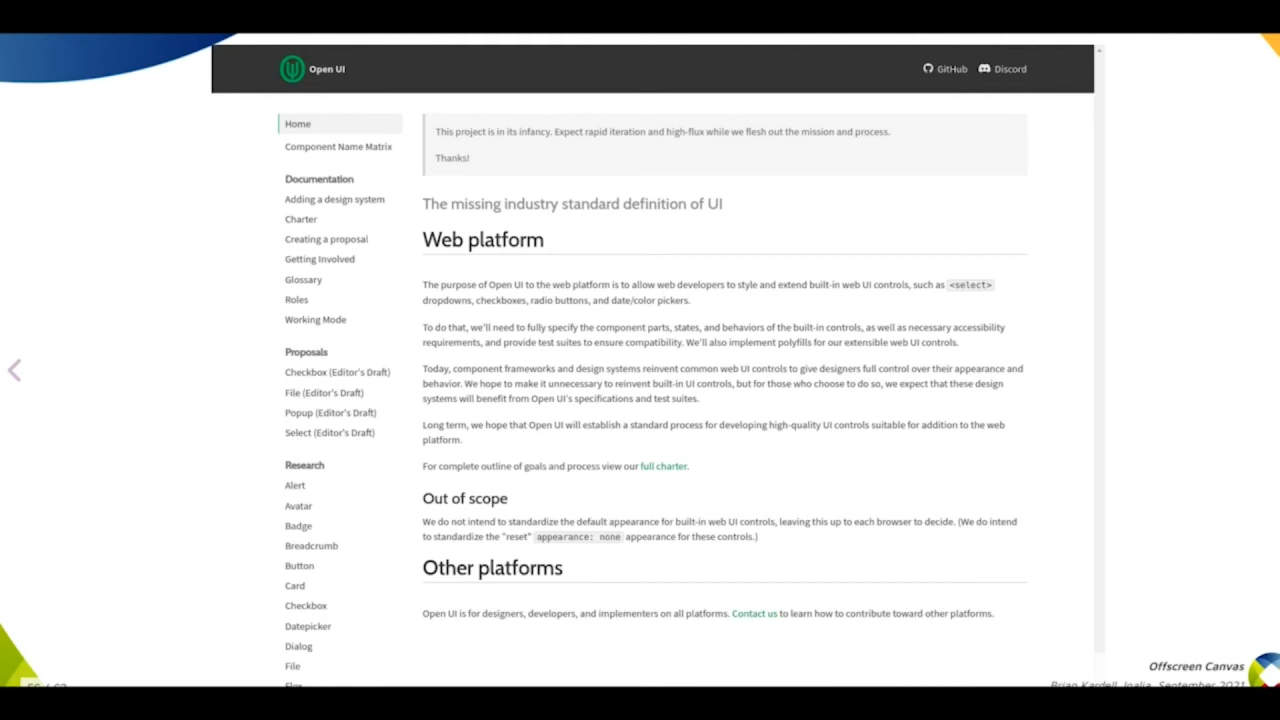 Open UI
GitHub
Discord
Home
Component Name Matrix
Documentation
Adding a design system
Charter
Creating a proposal
Getting Involved
Glossary
Roles
Working Mode
Proposals
Checkbox (Editor's Draft)
File (Editor's Draft)
Popup (Editor's Draft)
Select (Editor's Draft)
Research
Alert
Avatar
Badge
Breadcrumb
Button
Card
Checkbox
Datepicker
Dialog
File
This project is in its infancy. Expect rapid iteration and high-flux while we flesh out the mission and process.
Thanks!
The missing industry standard definition of UI
Web platform
The purpose of Open UI to the web platform is to allow web developers to style and extend built-in web UI controls, such as <select>
dropdowns, checkboxes, radio buttons, and date/color pickers.
To do that, we'll need to fully specify the component parts, states, and behaviors of the built-in controls, as well as necessary accessibility
requirements, and provide test suites to ensure compatibility. We'll also implement polyfills for our extensible web UI controls.
Today, component frameworks and design systems reinvent common web UI controls to give designers full control over their appearance and
behavior. We hope to make it unnecessary to reinvent built-in UI controls, but for those who choose to do so, we expect that these design
systems will benefit from Open UI's specifications and test suites.
Long term, we hope that Open UI will establish a standard process for developing high-quality UI controls suitable for addition to the web
platform.
For complete outline of goals and process view our full charter.
Out of scope
We do not intend to standardize the default appearance for built-in web UI controls, leaving this up to each browser to decide. (We do intend
to standardize the "reset" appearance: none appearance for these controls.)
Other platforms
Open UI is for designers, developers, and implementers on all platforms. Contact us to learn how to contribute toward other platforms.
Offscreen Canvas
Brian Kardell, Igalia, September 2021